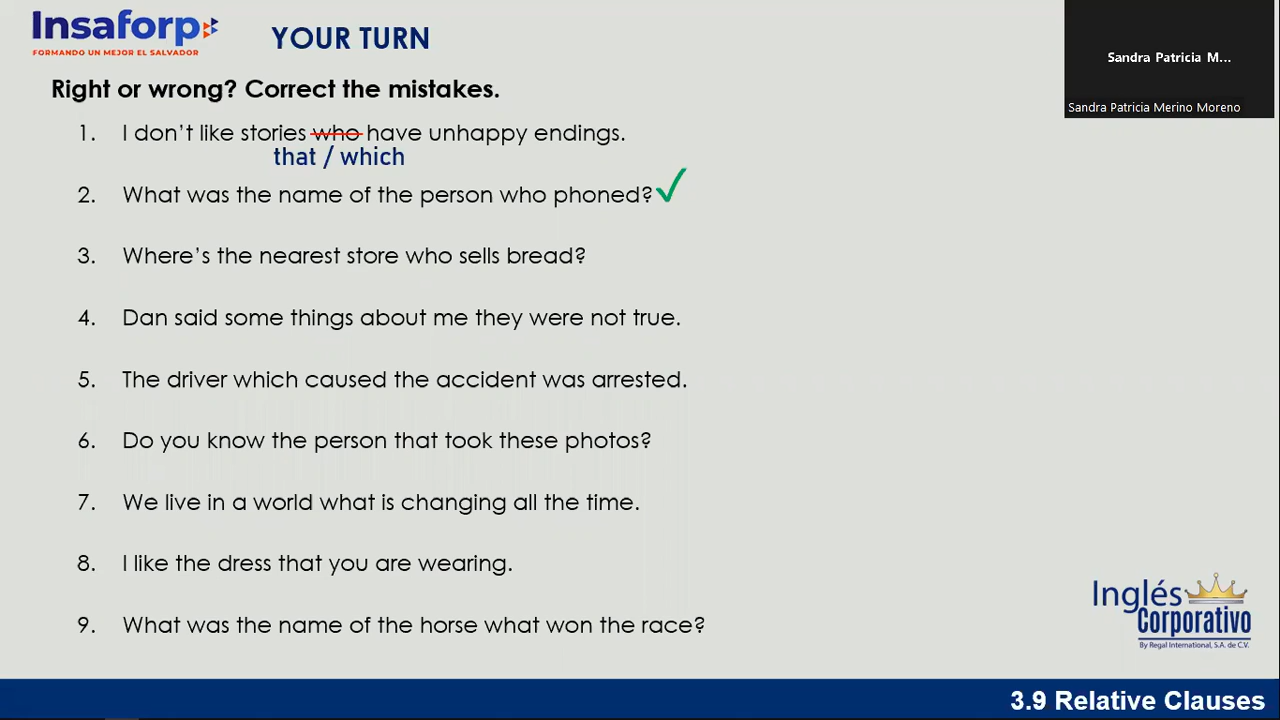 Insaforp
FORMANDO UN MEJOR EL SALVADOR
YOUR TURN
Sandra Patricia M...
Sandra Patricia Merino Moreno
Right or wrong? Correct the mistakes.
1. I don't like stories who have unhappy endings.
that / which
2. What was the name of the person who phoned?
3. Where's the nearest store who sells bread?
4. Dan said some things about me they were not true.
5. The driver which caused the accident was arrested.
6. Do you know the person that took these photos?
7. We live in a world what is changing all the time.
8. I like the dress that you are wearing.
9. What was the name of the horse what won the race?
Inglés
Corporativo
By Regal International, S.A. de C.V.
3.9 Relative Clauses